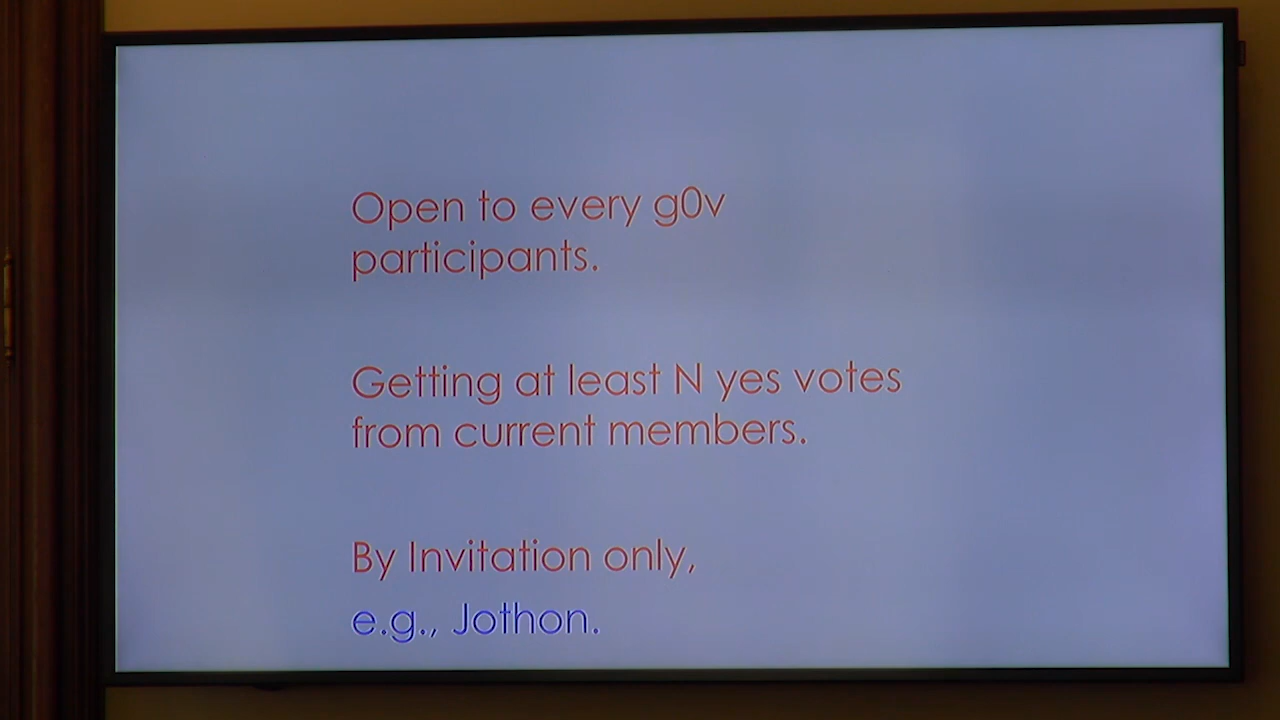 Open to every g0v
participants.
Getting at least N yes votes
from current members.
By Invitation only,
e.g., Jothon.